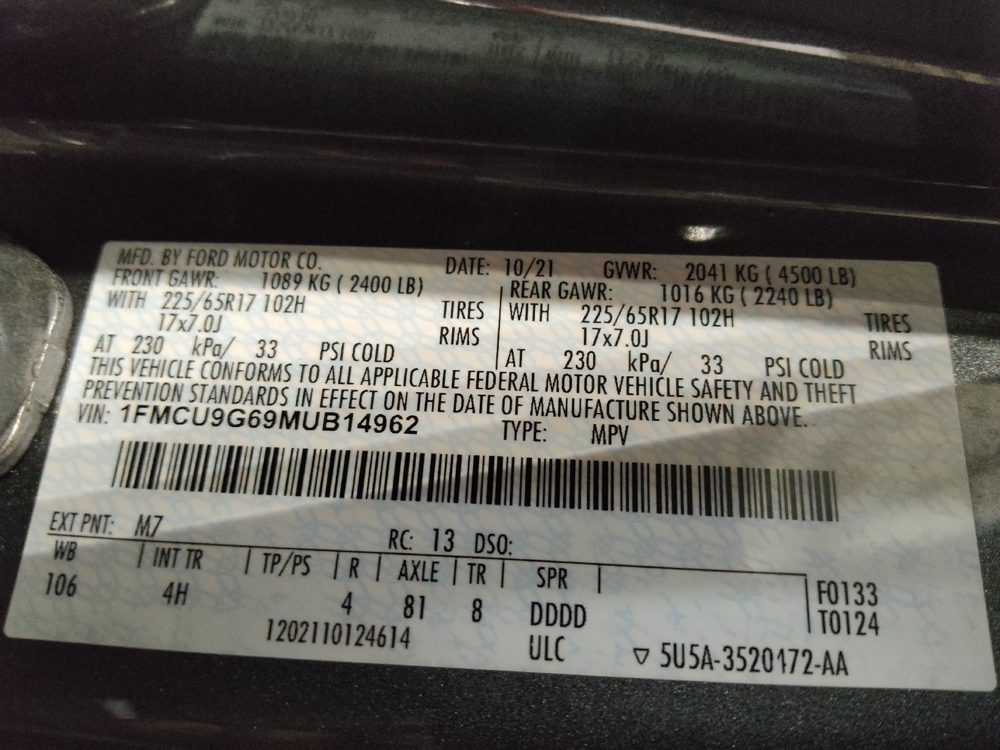 MFD. BY FORD MOTOR CO. DATE: 10/21 GVWR: 2041 KG ( 4500 LB)
FRONT GAWR: 1089 KG ( 2400 LB) REAR GAWR: 1016 KG ( 2240 LB)
WITH 225/65R17 102H TIRES WITH 225/65R17 102H TIRES
17x7.0J RIMS 17x7.0J RIMS
AT 230 kPa/ 33 PSI COLD AT 230 kPa/ 33 PSI COLD
THIS VEHICLE CONFORMS TO ALL APPLICABLE FEDERAL MOTOR VEHICLE SAFETY AND THEFT
PREVENTION STANDARDS IN EFFECT ON THE DATE OF MANUFACTURE SHOWN ABOVE.
VIN: 1FMCU9G69MUB14962 TYPE: MPV
EXT PNT: M7 RC: 13 DSO:
WB INT TR TP/PS R AXLE TR SPR F0133
106 4H 4 81 8 DDDD T0124
1202110124614 ULC 5U5A-3520172-AA